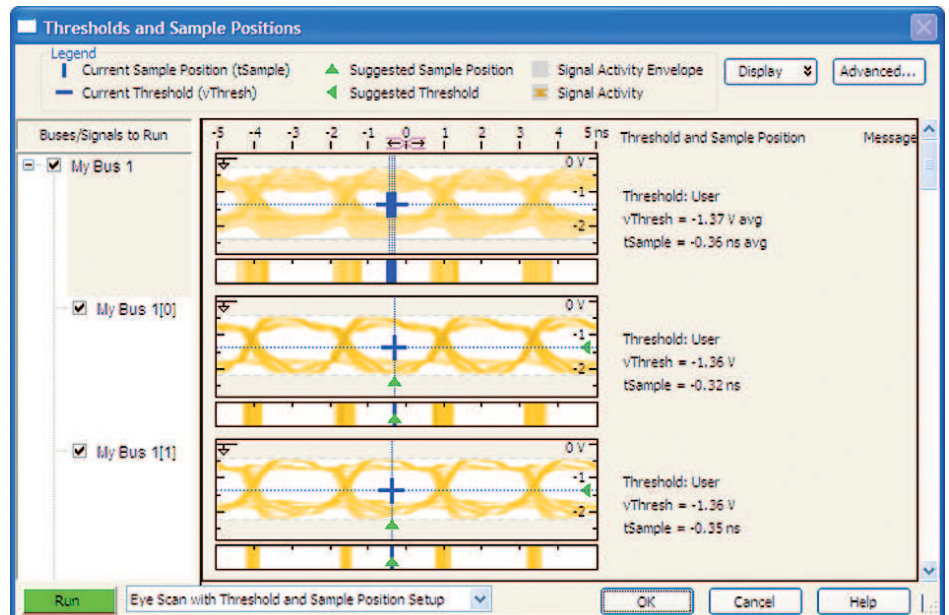 Thresholds and Sample Positions
Legend
Current Sample Position (tSample)
Suggested Sample Position
Signal Activity Envelope
Current Threshold (vThresh)
Suggested Threshold
Signal Activity
Display
Advanced...
Buses/Signals to Run
-5 -4 -3 -2 -1 0 1 2 3 4 5 ns
Threshold and Sample Position
Message
My Bus 1
0 V
-1
-2
Threshold: User
vThresh = -1.37 V avg
tSample = -0.36 ns avg
My Bus 1[0]
0 V
-1
-2
Threshold: User
vThresh = -1.36 V
tSample = -0.32 ns
My Bus 1[1]
0 V
-1
-2
Threshold: User
vThresh = -1.36 V
tSample = -0.35 ns
Run
Eye Scan with Threshold and Sample Position Setup
OK
Cancel
Help